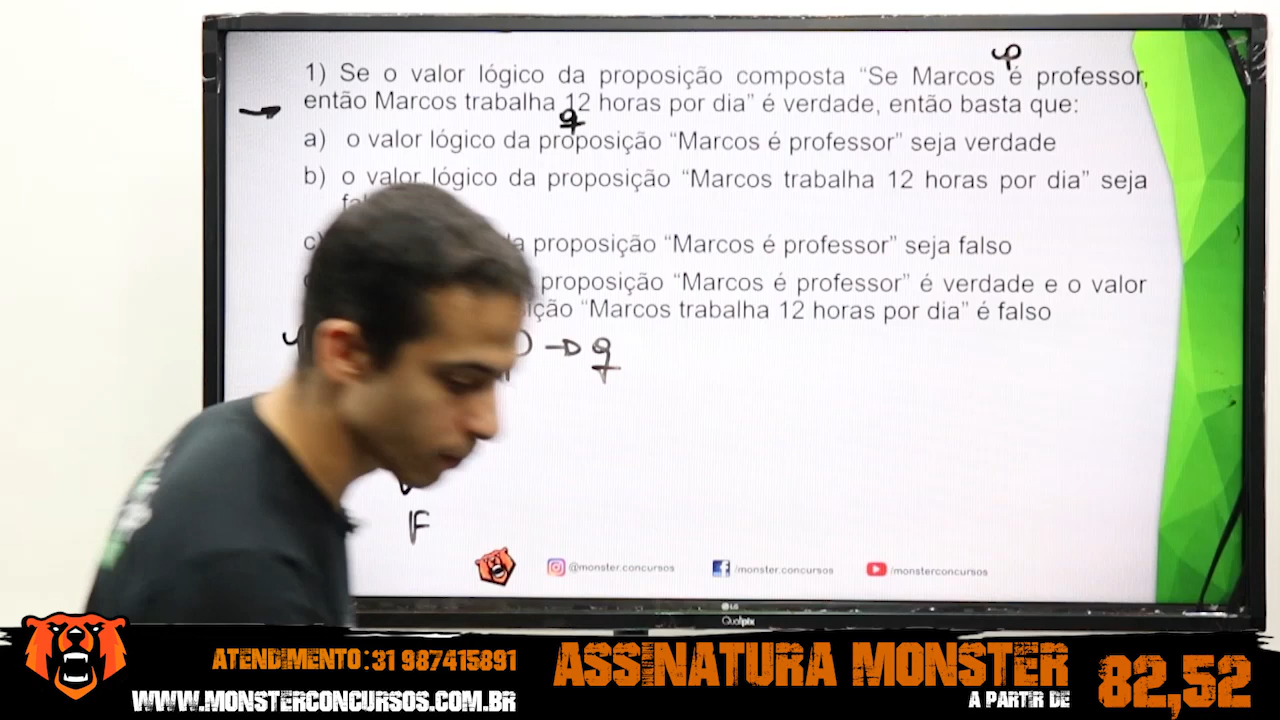 φ
1) Se o valor lógico da proposição composta “Se Marcos é professor,
então Marcos trabalha 12 horas por dia” é verdade, então basta que:
q
a) o valor lógico da proposição “Marcos é professor” seja verdade
b) o valor lógico da proposição “Marcos trabalha 12 horas por dia” seja
c) proposição “Marcos é professor” seja falso
proposição “Marcos é professor” é verdade e o valor
“Marcos trabalha 12 horas por dia” é falso
→ q
F
@monster.concursos /monster.concursos /monsterconcursos
LG
Qualipix
ATENDIMENTO: 31 987415891
WWW.MONSTERCONCURSOS.COM.BR
ASSINATURA MONSTER
A PARTIR DE
82,52